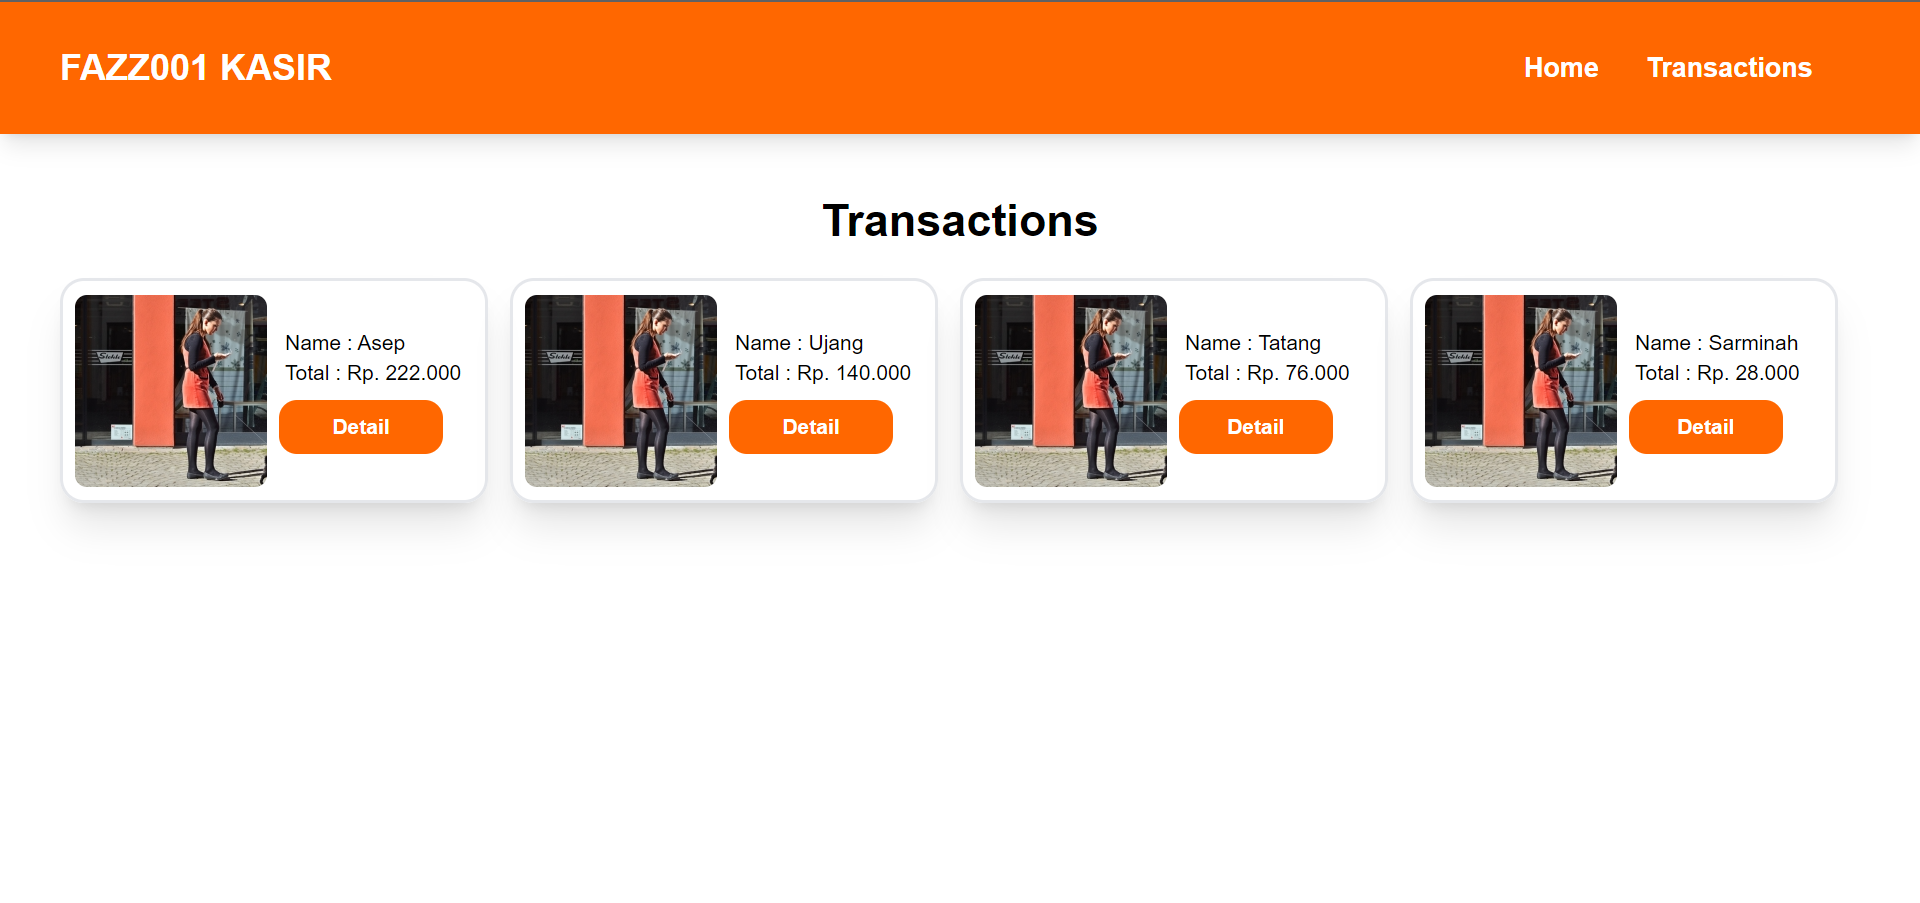 FAZZ001 KASIR
Home
Transactions
Transactions
Name : Asep
Total : Rp. 222.000
Detail
Name : Ujang
Total : Rp. 140.000
Detail
Name : Tatang
Total : Rp. 76.000
Detail
Name : Sarminah
Total : Rp. 28.000
Detail